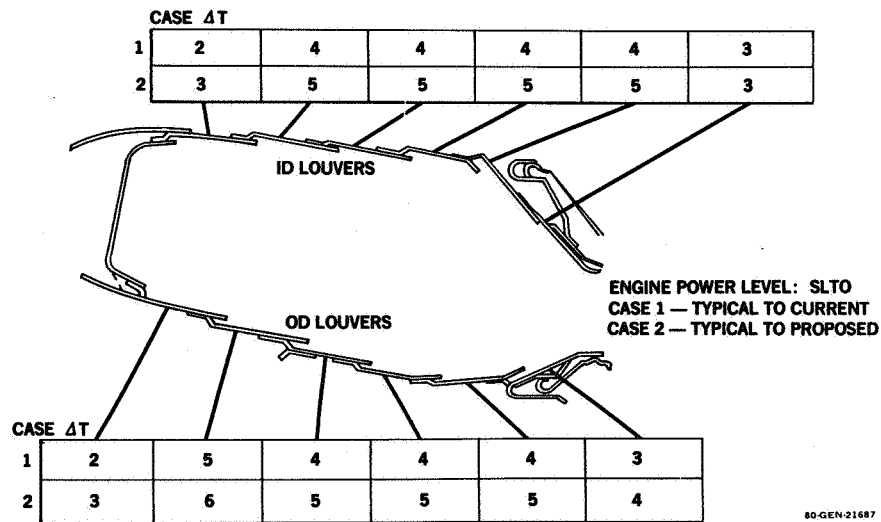 CASE ΔT
1 2 4 4 4 4 3
2 3 5 5 5 5 3
ID LOUVERS
ENGINE POWER LEVEL: SLTO
CASE 1 — TYPICAL TO CURRENT
CASE 2 — TYPICAL TO PROPOSED
OD LOUVERS
CASE ΔT
1 2 5 4 4 4 3
2 3 6 5 5 5 4
80-GEN-21687